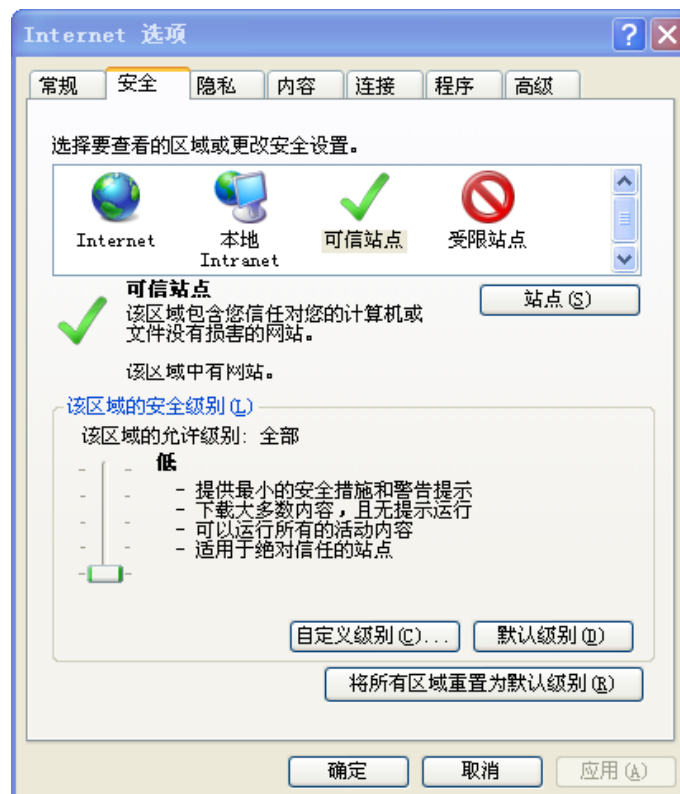 Internet 选项
常规 安全 隐私 内容 连接 程序 高级
选择要查看的区域或更改安全设置。
Internet 本地 Intranet 可信站点 受限站点
可信站点
站点(S)
该区域包含您信任对您的计算机或
文件没有损害的网站。
该区域中有网站。
该区域的安全级别(L)
该区域的允许级别: 全部
低
- 提供最小的安全措施和警告提示
- 下载大多数内容，且无提示运行
- 可以运行所有的活动内容
- 适用于绝对信任的站点
自定义级别(C)... 默认级别(D)
将所有区域重置为默认级别(R)
确定 取消 应用(A)